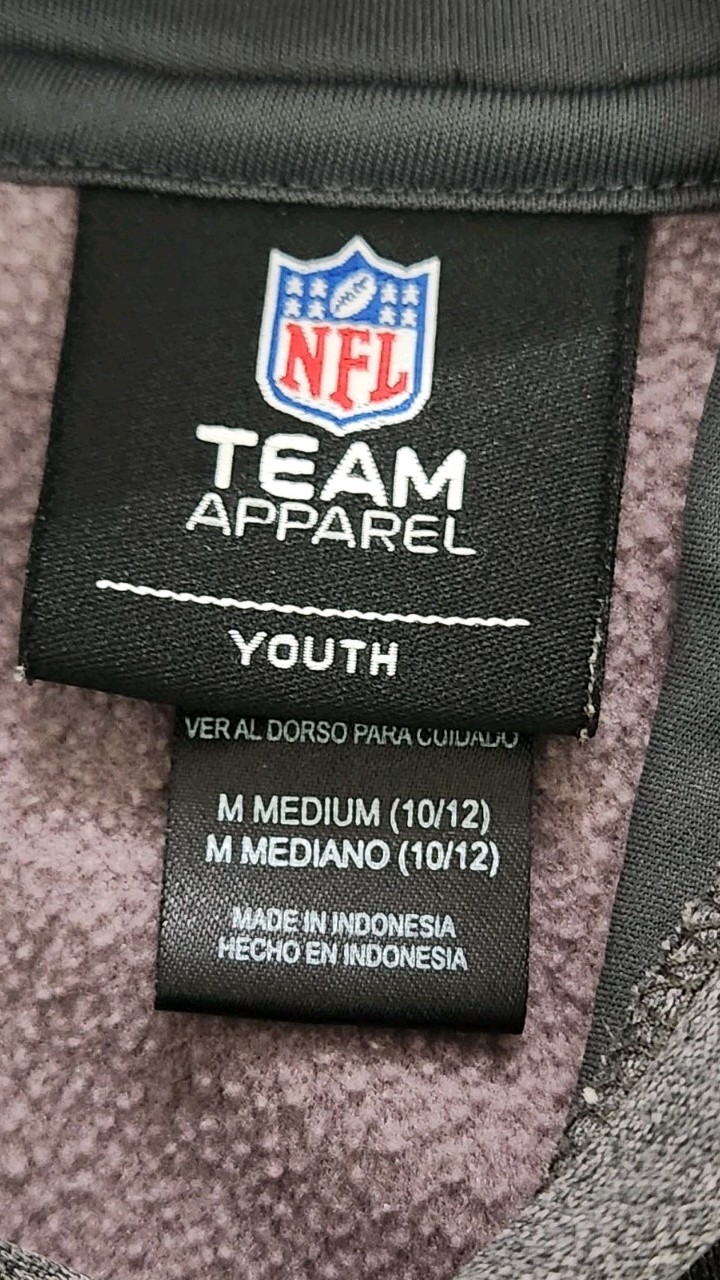 NFL
TEAM
APPAREL
YOUTH
VER AL DORSO PARA CUIDADO
M MEDIUM (10/12)
M MEDIANO (10/12)
MADE IN INDONESIA
HECHO EN INDONESIA